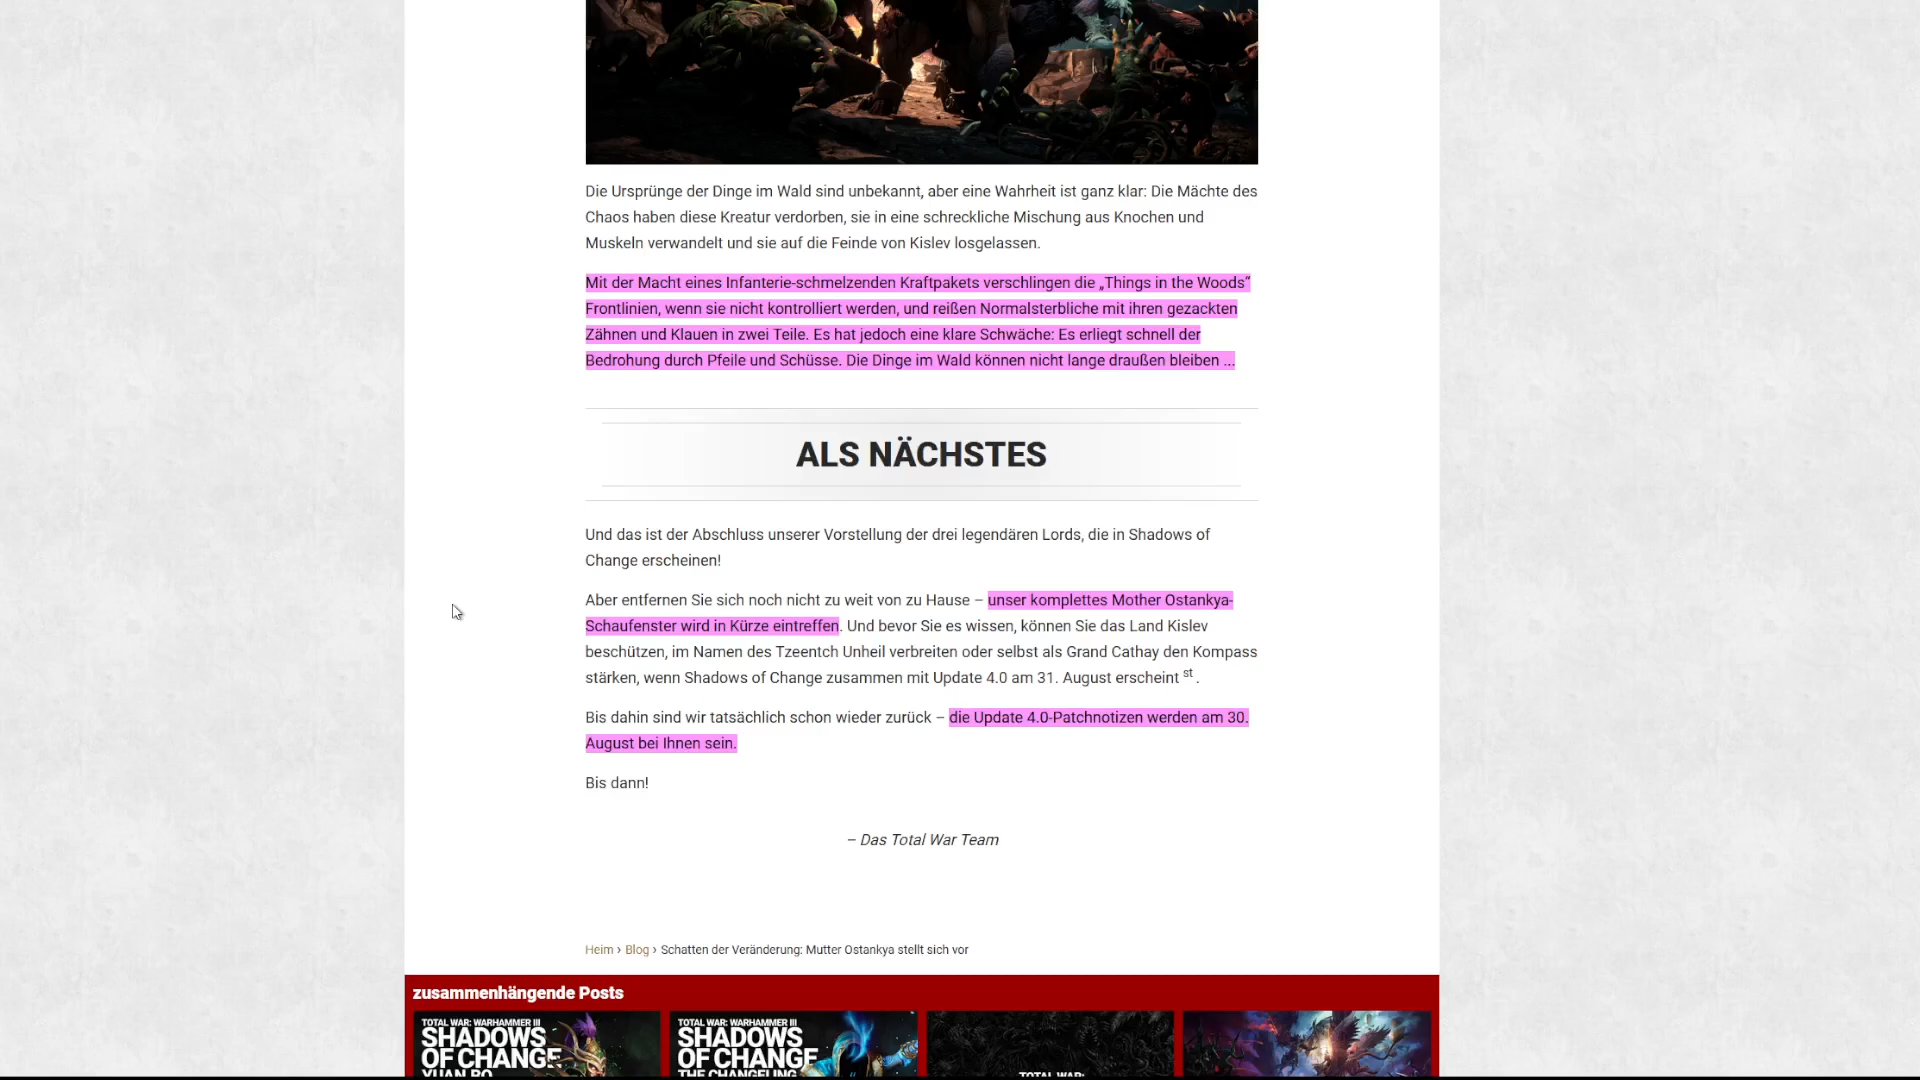 Die Ursprünge der Dinge im Wald sind unbekannt, aber eine Wahrheit ist ganz klar: Die Mächte des
Chaos haben diese Kreatur verdorben, sie in eine schreckliche Mischung aus Knochen und
Muskeln verwandelt und sie auf die Feinde von Kislev losgelassen.
Mit der Macht eines Infanterie-schmelzenden Kraftpakets verschlingen die „Things in the Woods“
Frontlinien, wenn sie nicht kontrolliert werden, und reißen Normalsterbliche mit ihren gezackten
Zähnen und Klauen in zwei Teile. Es hat jedoch eine klare Schwäche: Es erliegt schnell der
Bedrohung durch Pfeile und Schüsse. Die Dinge im Wald können nicht lange draußen bleiben ...
ALS NÄCHSTES
Und das ist der Abschluss unserer Vorstellung der drei legendären Lords, die in Shadows of
Change erscheinen!
Aber entfernen Sie sich noch nicht zu weit von zu Hause – unser komplettes Mother Ostankya-
Schaufenster wird in Kürze eintreffen. Und bevor Sie es wissen, können Sie das Land Kislev
beschützen, im Namen des Tzeentch Unheil verbreiten oder selbst als Grand Cathay den Kompass
stärken, wenn Shadows of Change zusammen mit Update 4.0 am 31. August erscheint st .
Bis dahin sind wir tatsächlich schon wieder zurück – die Update 4.0-Patchnotizen werden am 30.
August bei Ihnen sein.
Bis dann!
– Das Total War Team
Heim › Blog › Schatten der Veränderung: Mutter Ostankya stellt sich vor
zusammenhängende Posts
TOTAL WAR: WARHAMMER III
SHADOWS
OF CHANGE
YUAN BO
TOTAL WAR: WARHAMMER III
SHADOWS
OF CHANGE
THE CHANGELING
TOTAL WAR: